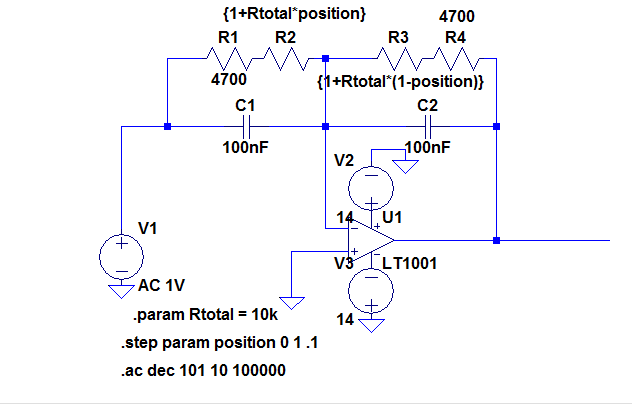 {1+Rtotal*position}
4700
R1 R2 R3 R4
4700
{1+Rtotal*(1-position)}
C1 C2
100nF 100nF
V2
14 U1
V1
V3 LT1001
AC 1V
14
.param Rtotal = 10k
.step param position 0 1 .1
.ac dec 101 10 100000